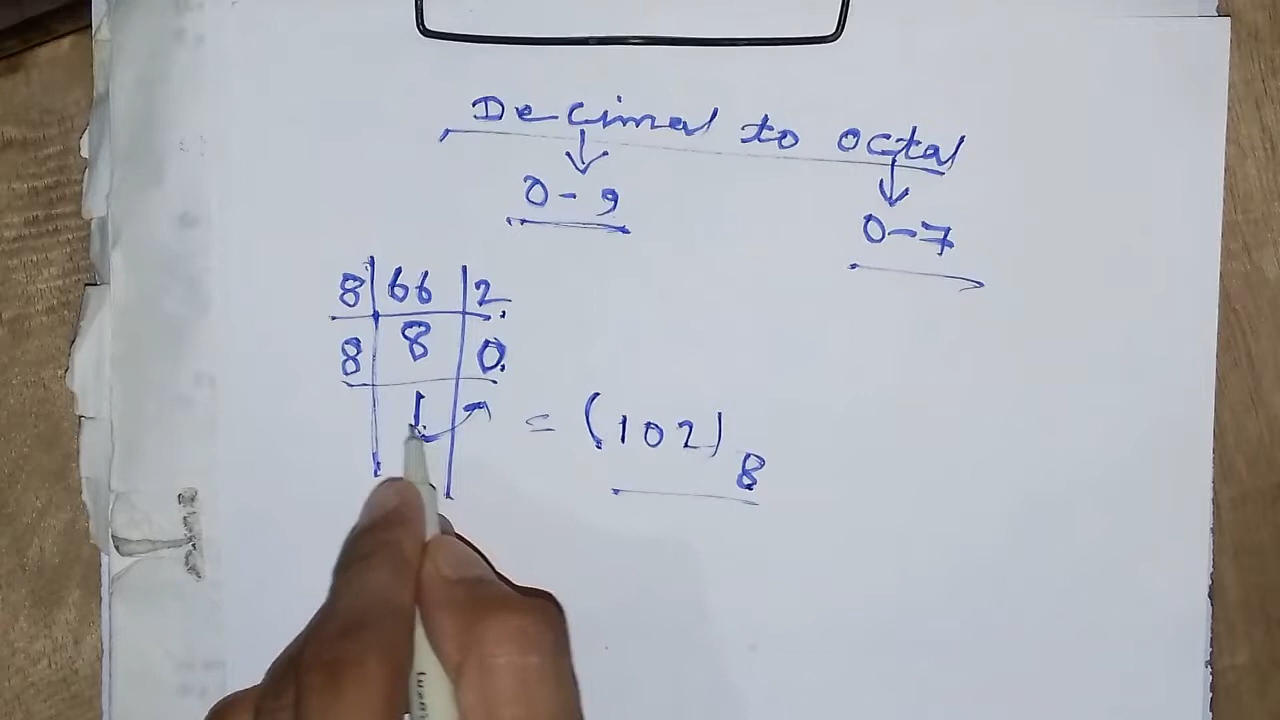 Decimal to octal
0-9
0-7
8 66 2
8 8 0
1 = (102)8